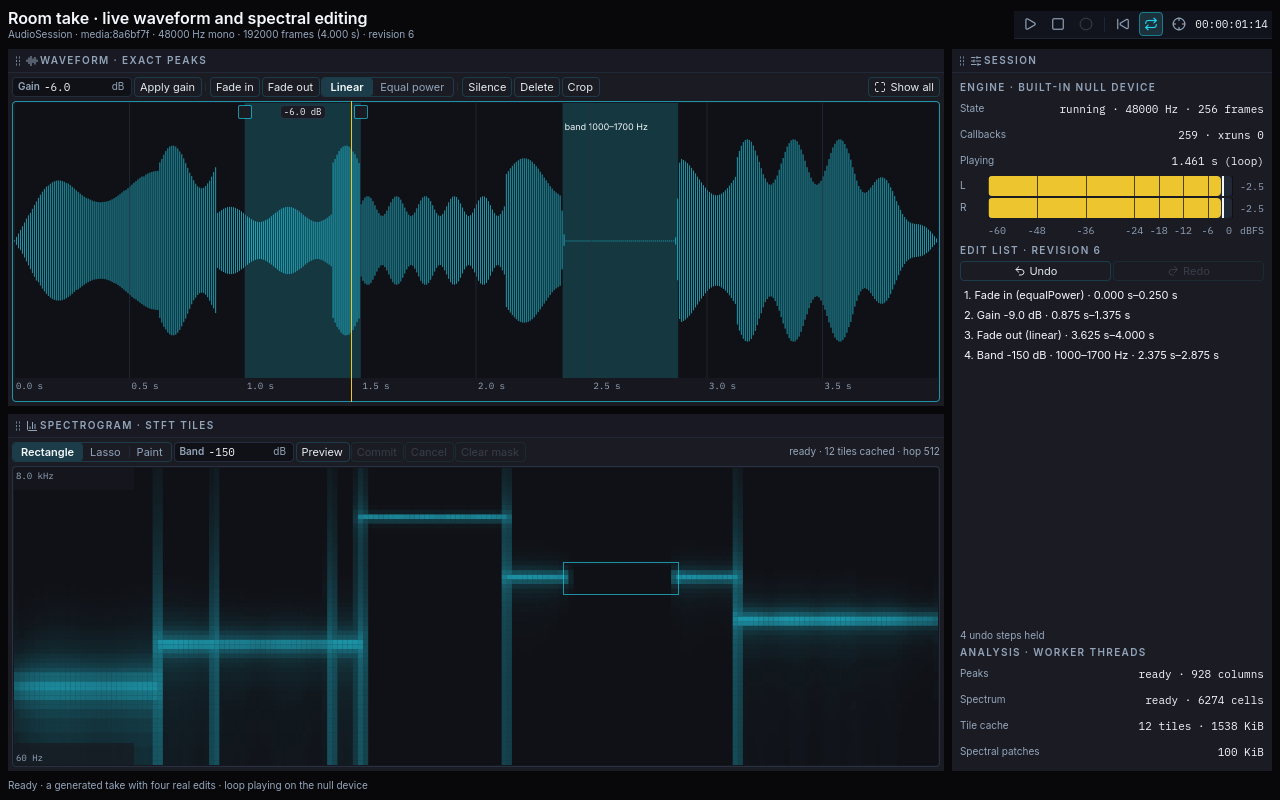 Room take · live waveform and spectral editing
AudioSession · media:8a6bf7f · 48000 Hz mono · 192000 frames (4.000 s) · revision 6
00:00:01:14
WAVEFORM · EXACT PEAKS
Gain -6.0 dB Apply gain Fade in Fade out Linear Equal power Silence Delete Crop Show all
-6.0 dB
band 1000–1700 Hz
0.0 s 0.5 s 1.0 s 1.5 s 2.0 s 2.5 s 3.0 s 3.5 s
SPECTROGRAM · STFT TILES
Rectangle Lasso Paint Band -150 dB Preview Commit Cancel Clear mask ready · 12 tiles cached · hop 512
8.0 kHz
60 Hz
SESSION
ENGINE · BUILT-IN NULL DEVICE
State running · 48000 Hz · 256 frames
Callbacks 259 · xruns 0
Playing 1.461 s (loop)
L -2.5
R -2.5
-60 -48 -36 -24 -18 -12 -6 0 dBFS
EDIT LIST · REVISION 6
Undo Redo
1. Fade in (equalPower) · 0.000 s–0.250 s
2. Gain -9.0 dB · 0.875 s–1.375 s
3. Fade out (linear) · 3.625 s–4.000 s
4. Band -150 dB · 1000–1700 Hz · 2.375 s–2.875 s
4 undo steps held
ANALYSIS · WORKER THREADS
Peaks ready · 928 columns
Spectrum ready · 6274 cells
Tile cache 12 tiles · 1538 KiB
Spectral patches 100 KiB
Ready · a generated take with four real edits · loop playing on the null device